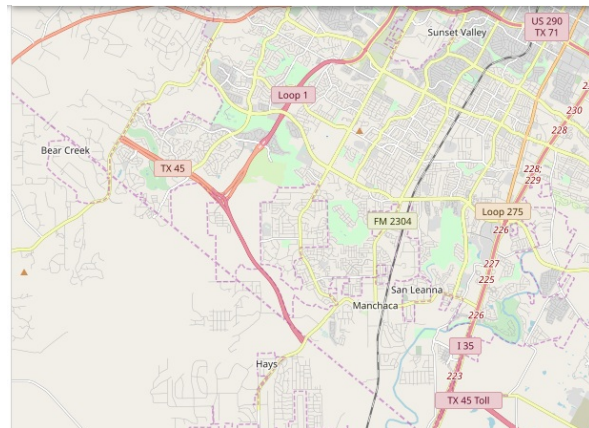 US 290
TX 71
Sunset Valley
Loop 1
230
228
Bear Creek
TX 45
228;
229
Loop 275
FM 2304
226
227
225
San Leanna
Manchaca
226
I 35
Hays
223
TX 45 Toll